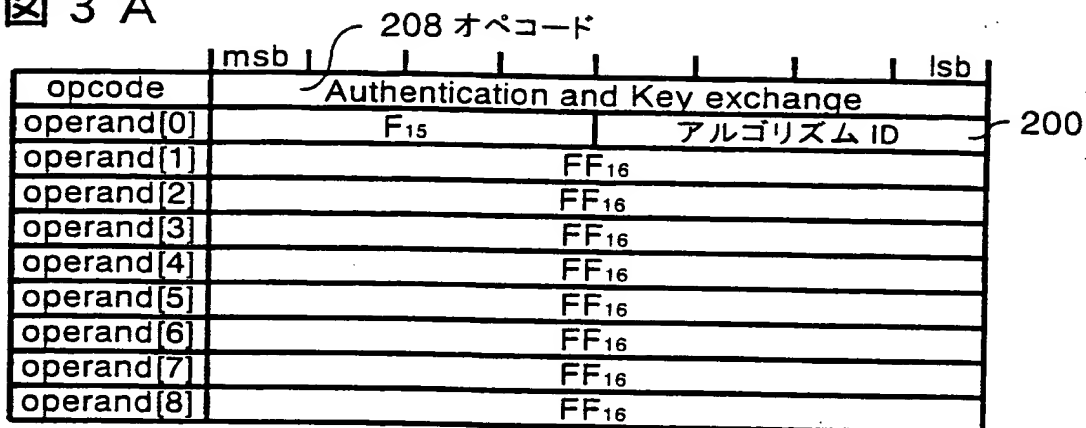 図3A
208 オペコード
msb lsb
opcode Authentication and Key exchange
operand[0] F₁₅ アルゴリズム ID 200
operand[1] FF₁₆
operand[2] FF₁₆
operand[3] FF₁₆
operand[4] FF₁₆
operand[5] FF₁₆
operand[6] FF₁₆
operand[7] FF₁₆
operand[8] FF₁₆